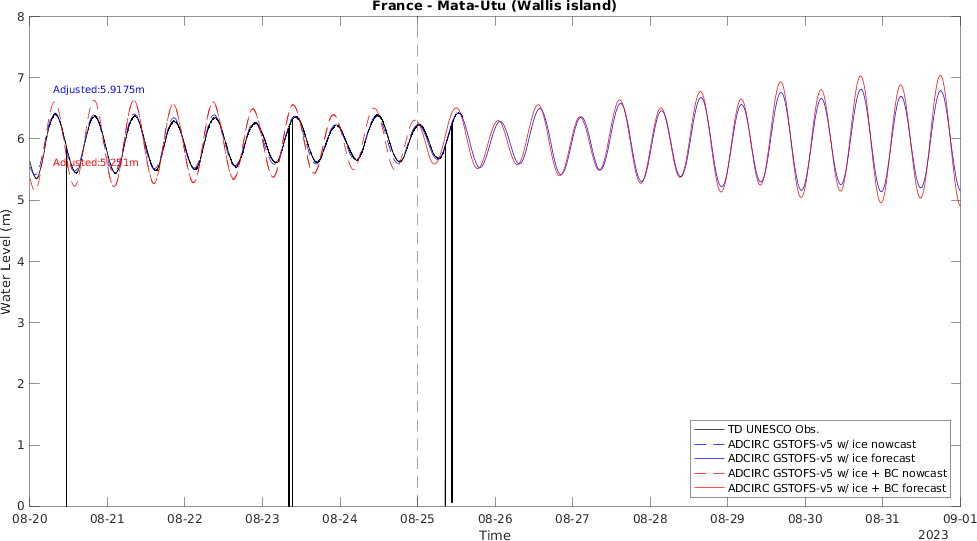 France - Mata-Utu (Wallis island)
8
7
6
5
4
3
2
1
0
Water Level (m)
Adjusted:5.9175m
TD UNESCO Obs.
ADCIRC GSTOFS-v5 w/ ice nowcast
ADCIRC GSTOFS-v5 w/ ice forecast
ADCIRC GSTOFS-v5 w/ ice + BC nowcast
ADCIRC GSTOFS-v5 w/ ice + BC forecast
08-20 08-21 08-22 08-23 08-24 08-25 08-26 08-27 08-28 08-29 08-30 08-31 09-01
Time
2023